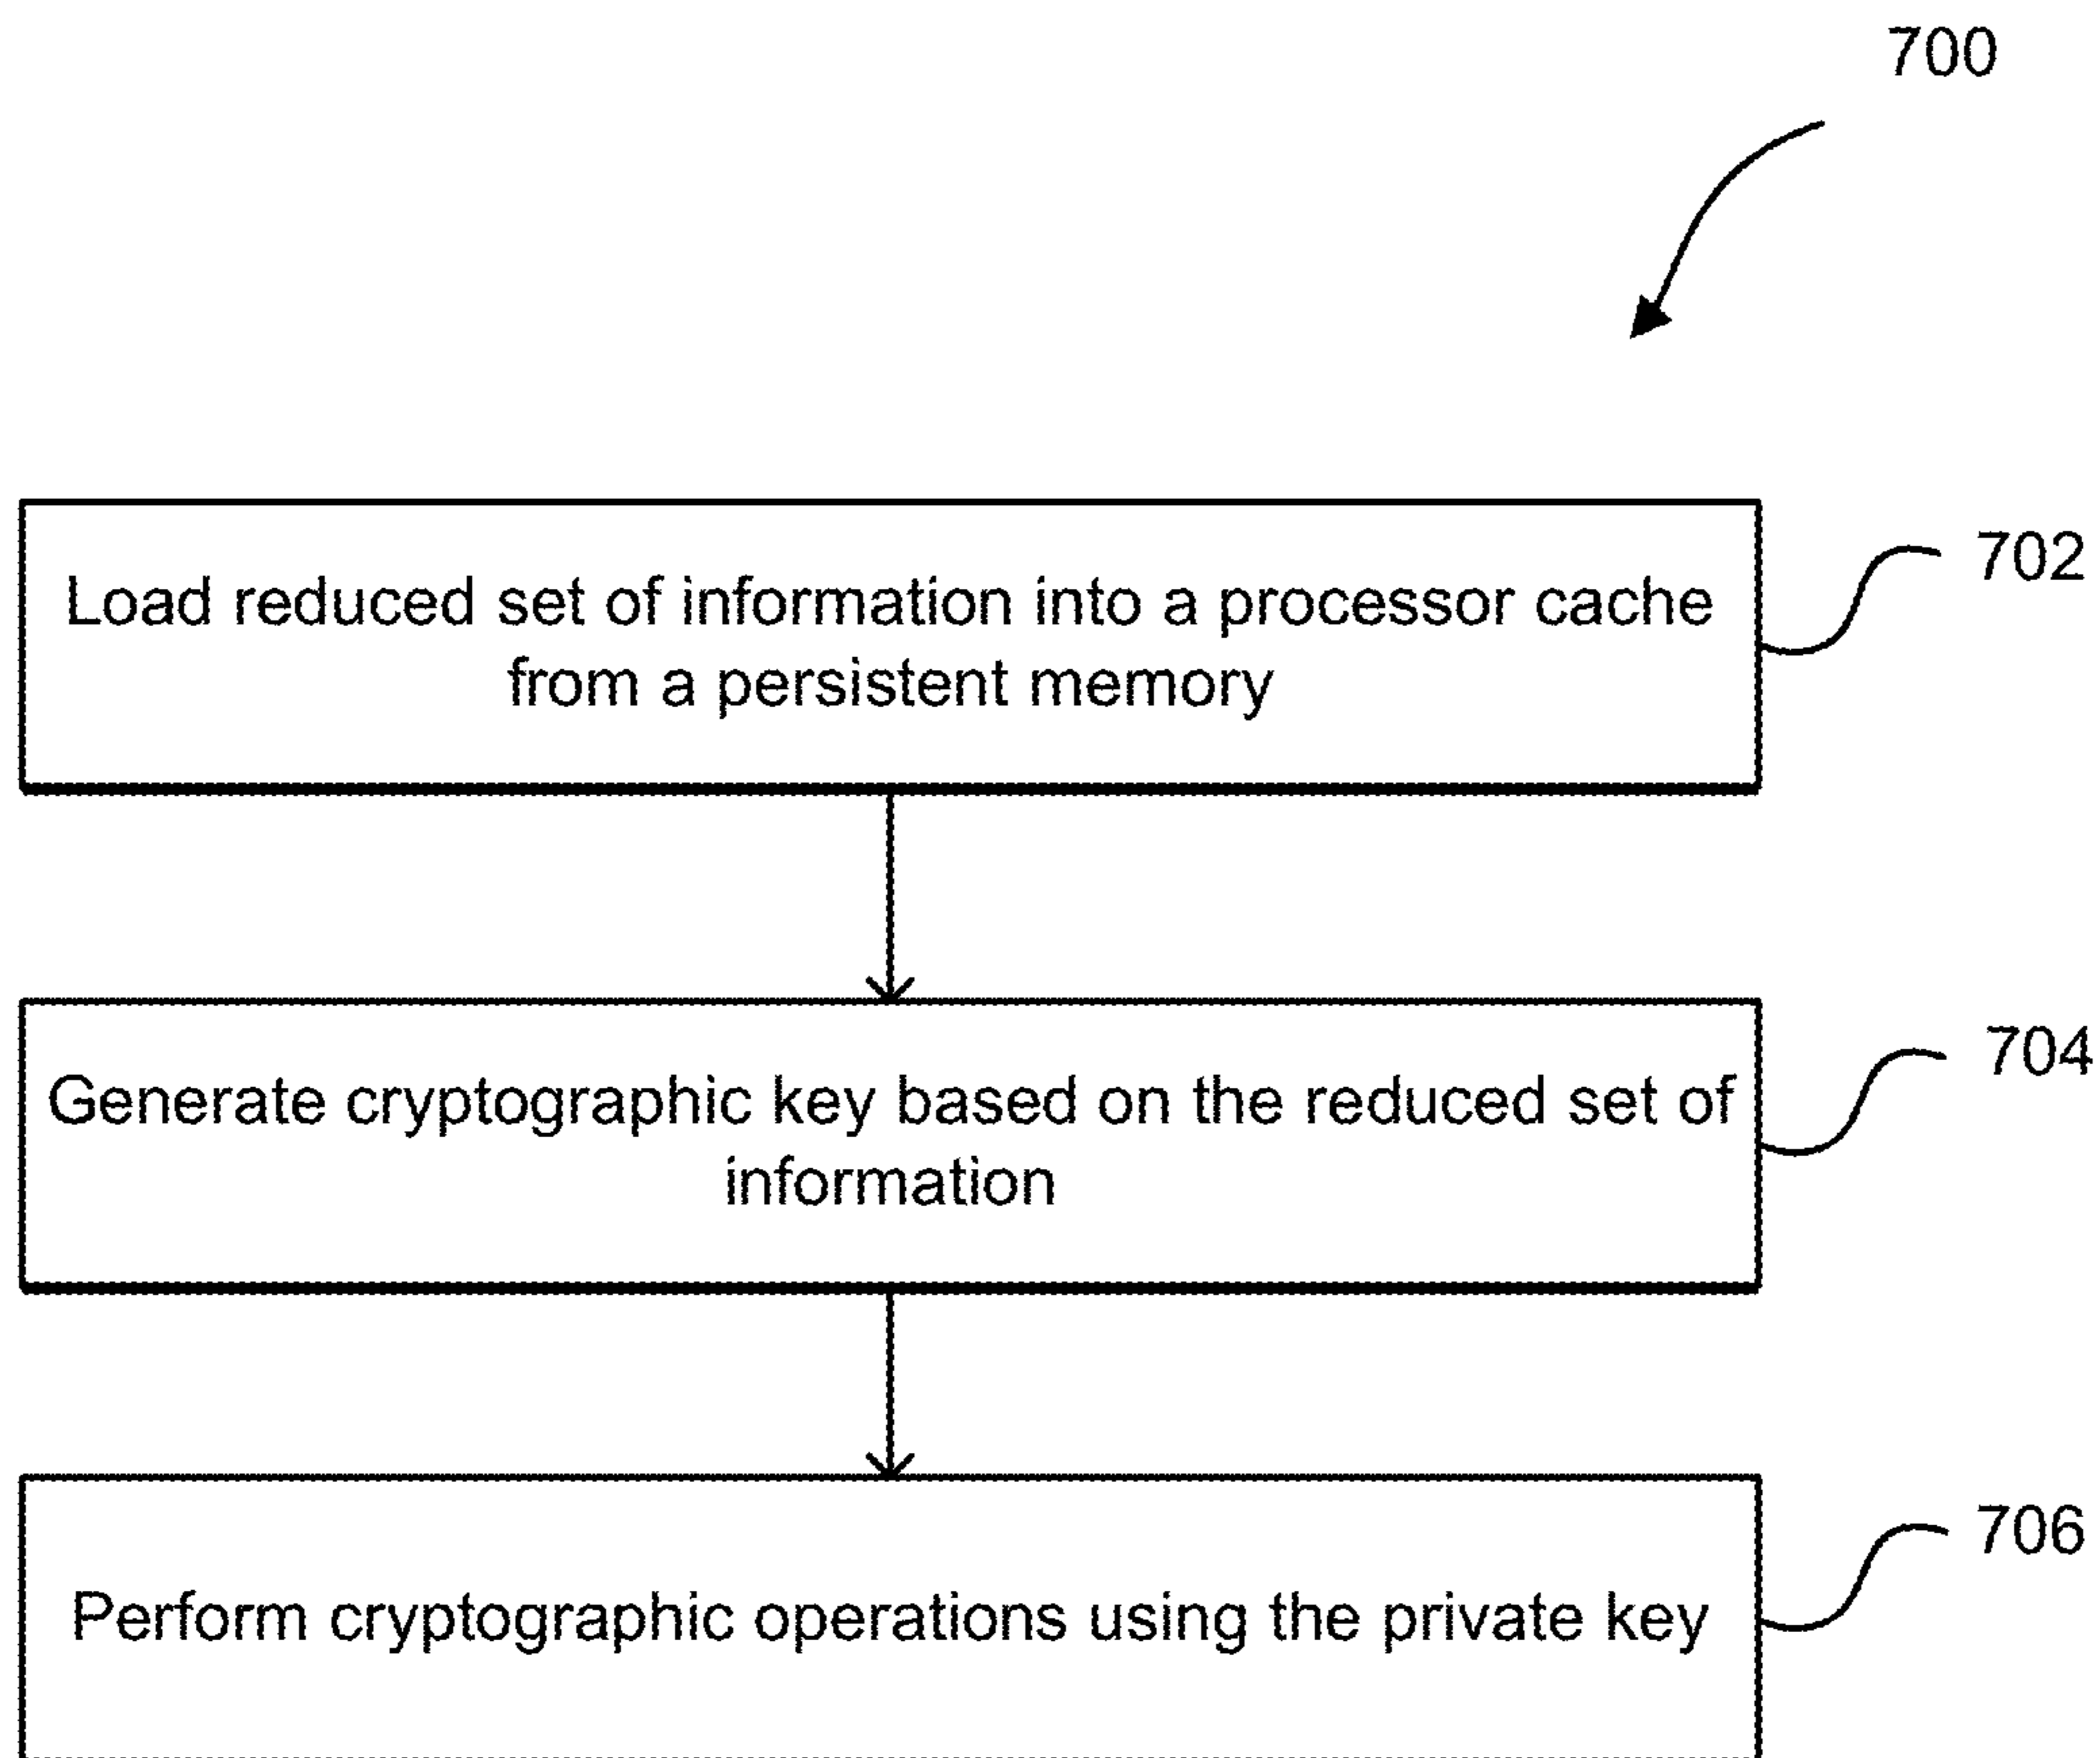 700
Load reduced set of information into a processor cache
from a persistent memory
702
Generate cryptographic key based on the reduced set of
information
704
Perform cryptographic operations using the private key
706